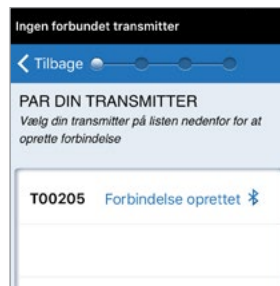 Ingen forbundet transmitter
Tilbage
PAR DIN TRANSMITTER
Vælg din transmitter på listen nedenfor for at
oprette forbindelse
T00205 Forbindelse oprettet